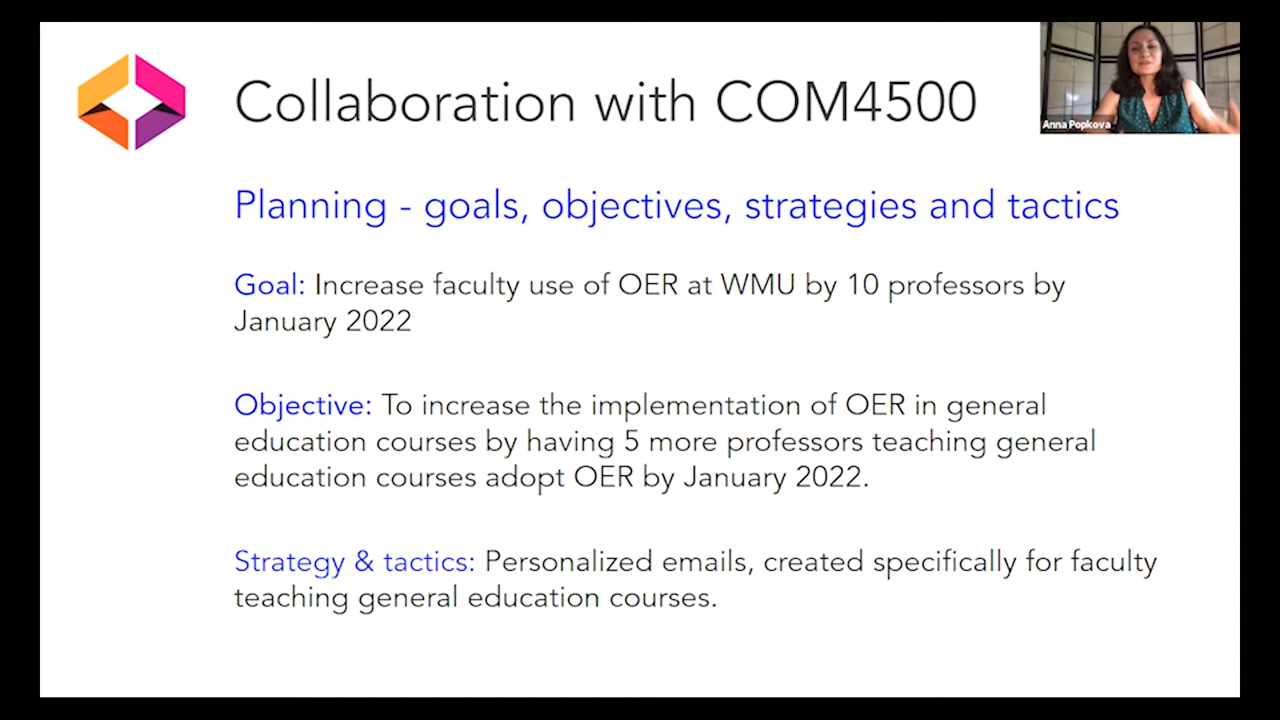 Collaboration with COM4500
Anna Popkova
Planning - goals, objectives, strategies and tactics
Goal: Increase faculty use of OER at WMU by 10 professors by
January 2022
Objective: To increase the implementation of OER in general
education courses by having 5 more professors teaching general
education courses adopt OER by January 2022.
Strategy & tactics: Personalized emails, created specifically for faculty
teaching general education courses.